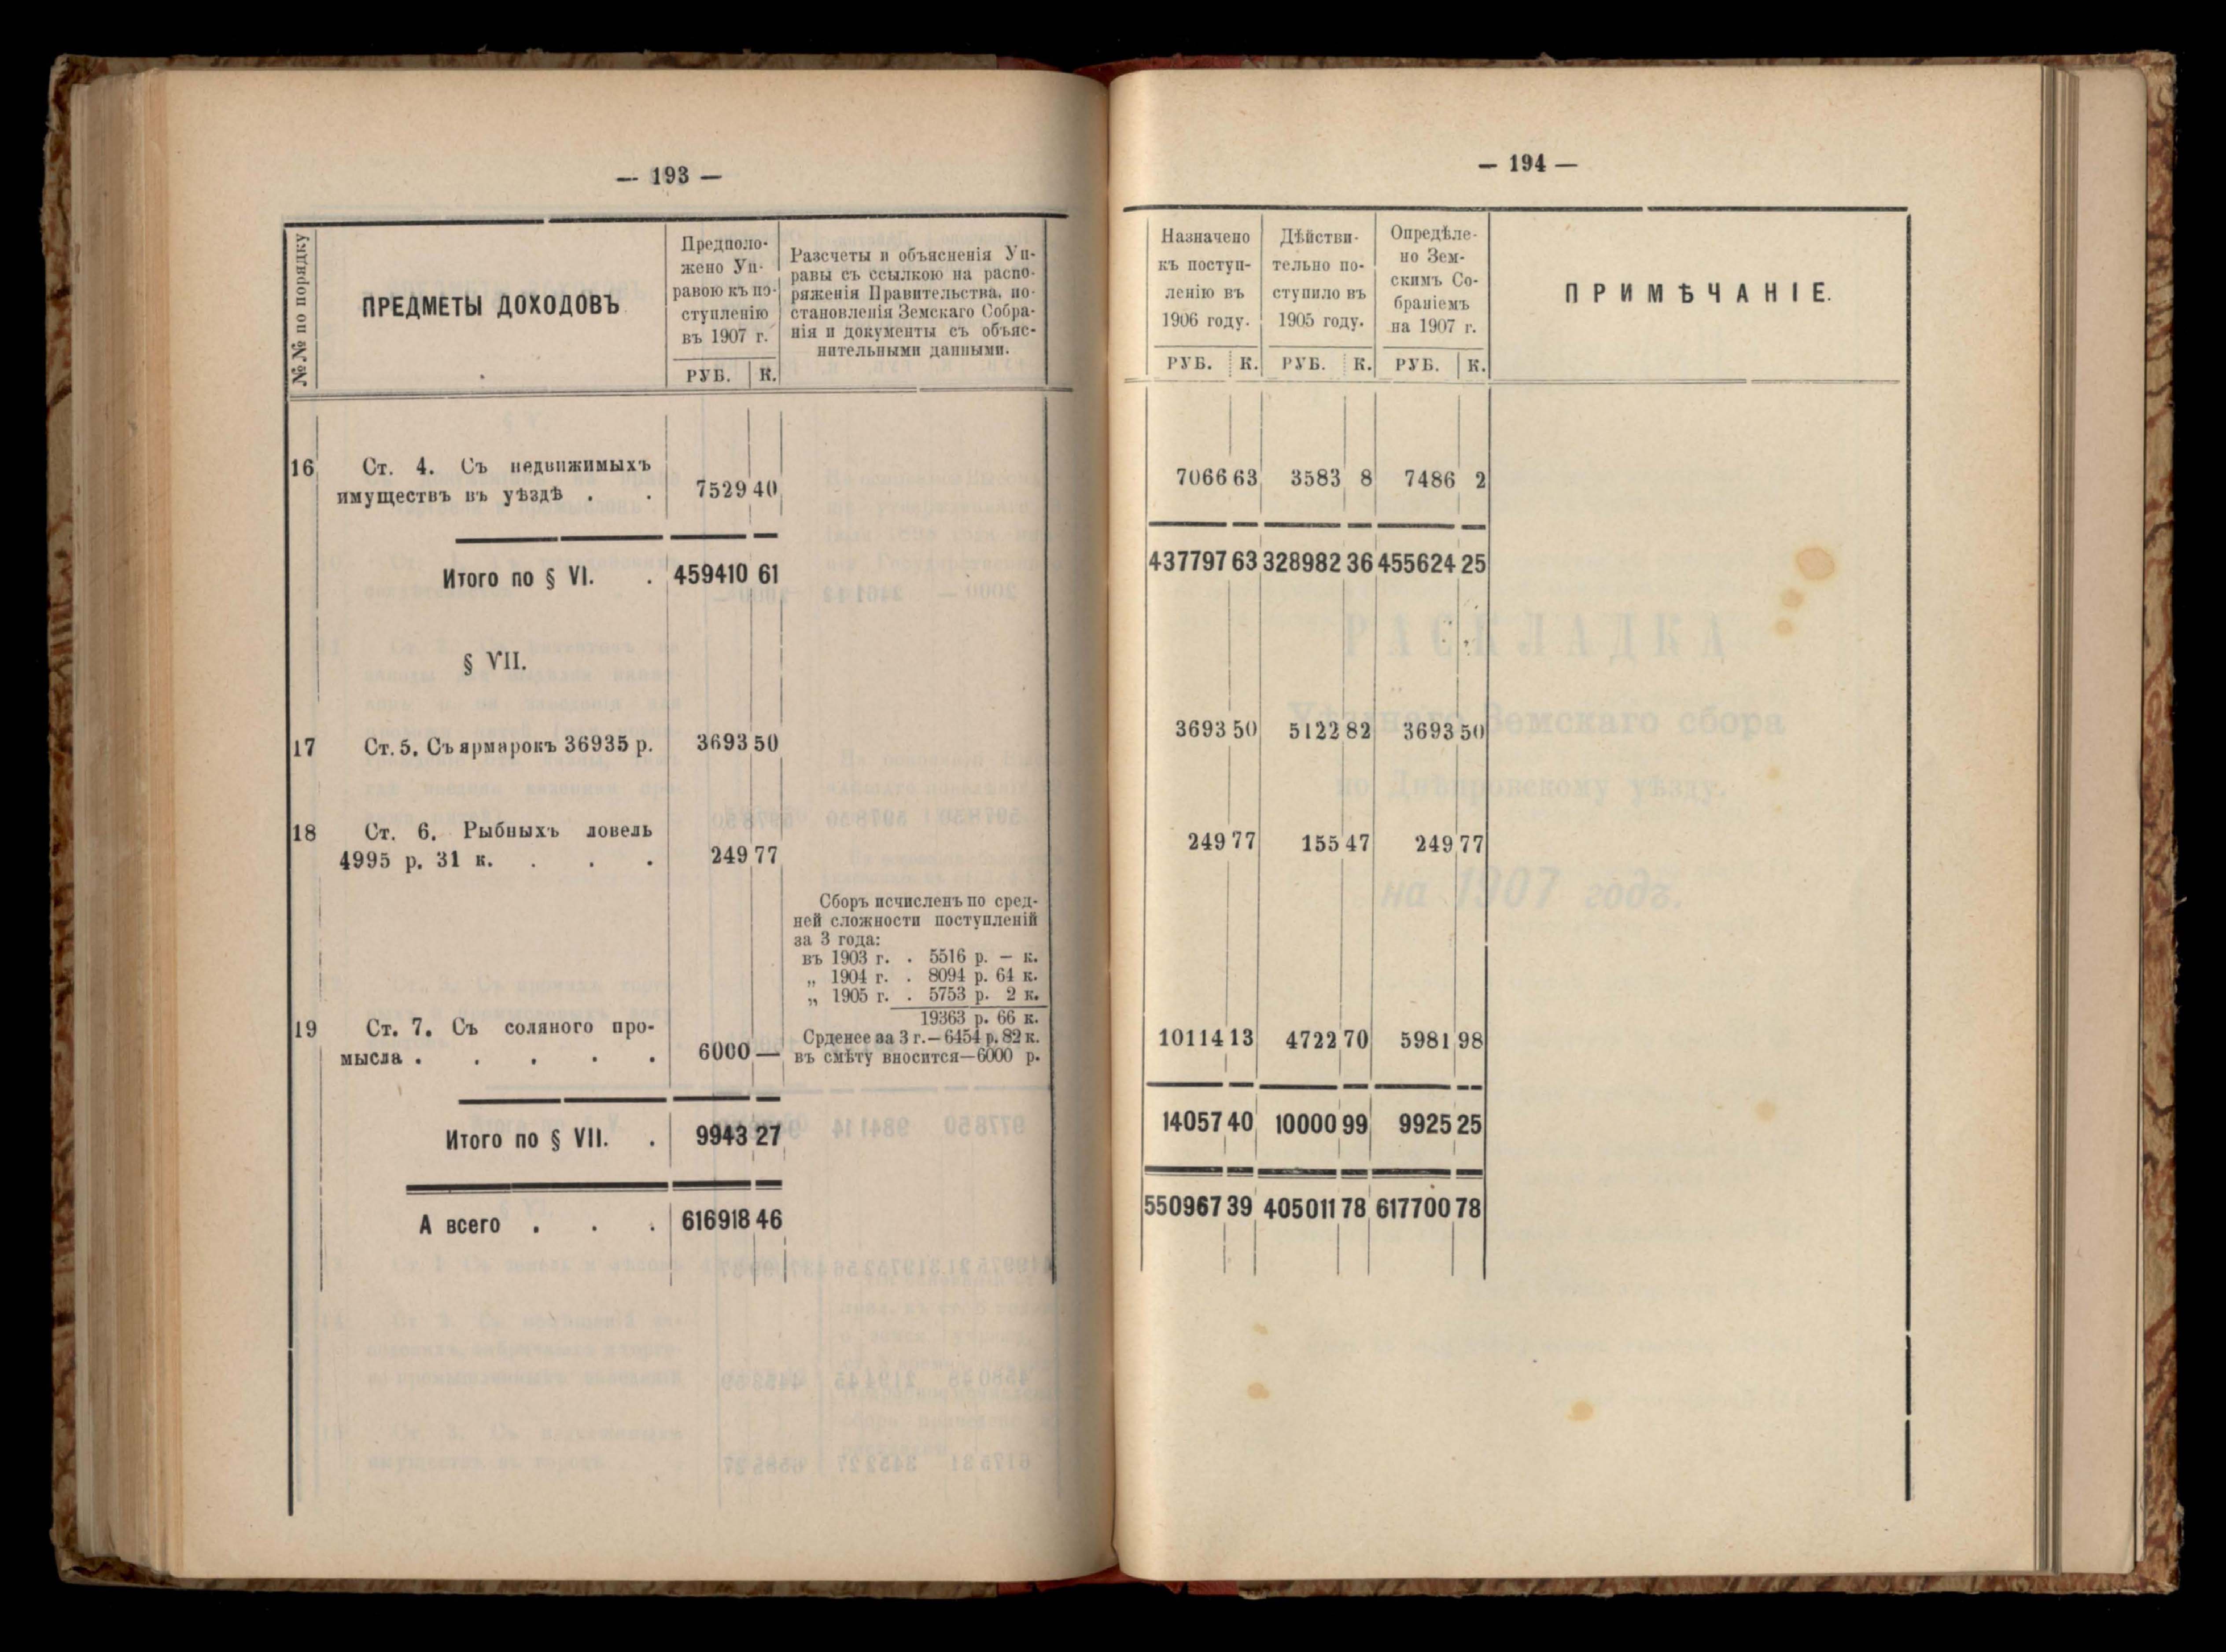 — 193 —
№№ по порядку
ПРЕДМЕТЫ ДОХОДОВЪ
Предполо-
жено Уп-
равою къ по-
ступленію
въ 1907 г.
РУБ. К.
Разсчеты и объясненія Уп-
равы съ ссылкою на распо-
ряженія Правительства, по-
становленія Земскаго Собра-
нія и документы съ объяс-
нительными данными.
16 Ст. 4. Съ недвижимыхъ
имуществъ въ уѣздѣ . . 7529 40
Итого по § VI. . 459410 61
§ VII.
17 Ст. 5. Съ ярмарокъ 36935 р. 3693 50
18 Ст. 6. Рыбныхъ ловель
4995 р. 31 к. . . . 249 77
Сборъ исчисленъ по сред-
ней сложности поступленій
за 3 года:
въ 1903 г. . 5516 р. — к.
„ 1904 г. . 8094 р. 64 к.
„ 1905 г. . 5753 р. 2 к.
19363 р. 66 к.
Срденее за 3 г.—6454 р. 82 к.
въ смѣту вносится—6000 р.
19 Ст. 7. Съ соляного про-
мысла . . . . . 6000 —
Итого по § VII. . 9943 27
А всего . . . 616918 46
— 194 —
Назначено
къ поступ-
ленію въ
1906 году.
РУБ. К.
Дѣйстви-
тельно по-
ступило въ
1905 году.
РУБ. К.
Опредѣле-
но Зем-
скимъ Со-
браніемъ
на 1907 г.
РУБ. К.
ПРИМѢЧАНІЕ.
7066 63 3583 8 7486 2
437797 63 328982 36 455624 25
3693 50 5122 82 3693 50
249 77 155 47 249 77
10114 13 4722 70 5981 98
14057 40 10000 99 9925 25
550967 39 405011 78 617700 78